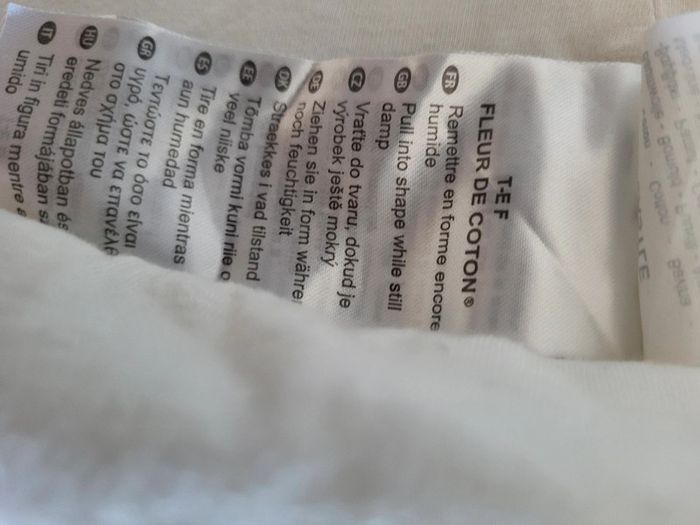 T-E F
FLEUR DE COTON®
FR Remettre en forme encore
humide
GB Pull into shape while still
damp
CZ Vraťte do tvaru, dokud je
výrobek ještě mokrý
DE Ziehen sie in form währe
noch feuchtigkeit
DK Straekkes i vad tilstand
EE Tõmba vormi kuni riie o
veel niiske
ES Tire en forma mientras
aun humedad
GR Τεντώστε το όσο είναι
υγρό, ώστε να επανέλθ
στο σχήμα του
HU Nedves állapotban és
eredeti formájában sz
IT Tiri in figura mentre s
umido